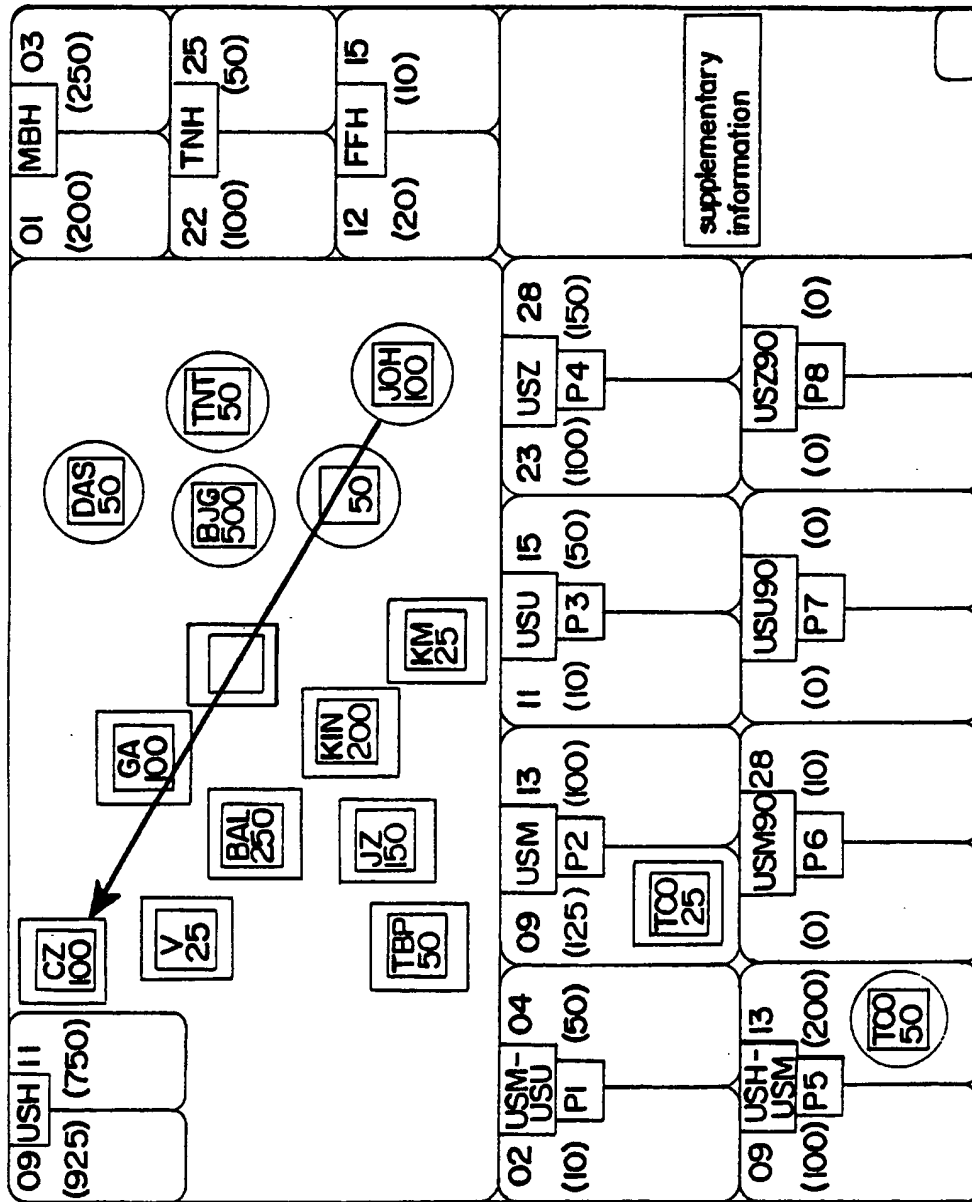 09 USH 11
(925) (750)
CZ
100
V
25
TBP
50
GA
100
BAL
250
JZ
150
KIN
200
KM
25
DAS
50
BJG
500
TNT
50
50
JOH
100
01 MBH 03
(200) (250)
22 TNH 25
(100) (50)
12 FFH 15
(20) (10)
02 USM- 04
USU
(10) P1 (50)
09 USM 13
(125) P2 (100)
TCO
25
11 USU 15
(10) P3 (50)
23 USZ 28
(100) P4 (150)
09 USH- 13
USM
(100) P5 (200)
TCO
50
USM90 28
(0) P6 (10)
USU90
(0) P7 (0)
USZ90
(0) P8 (0)
supplementary
information